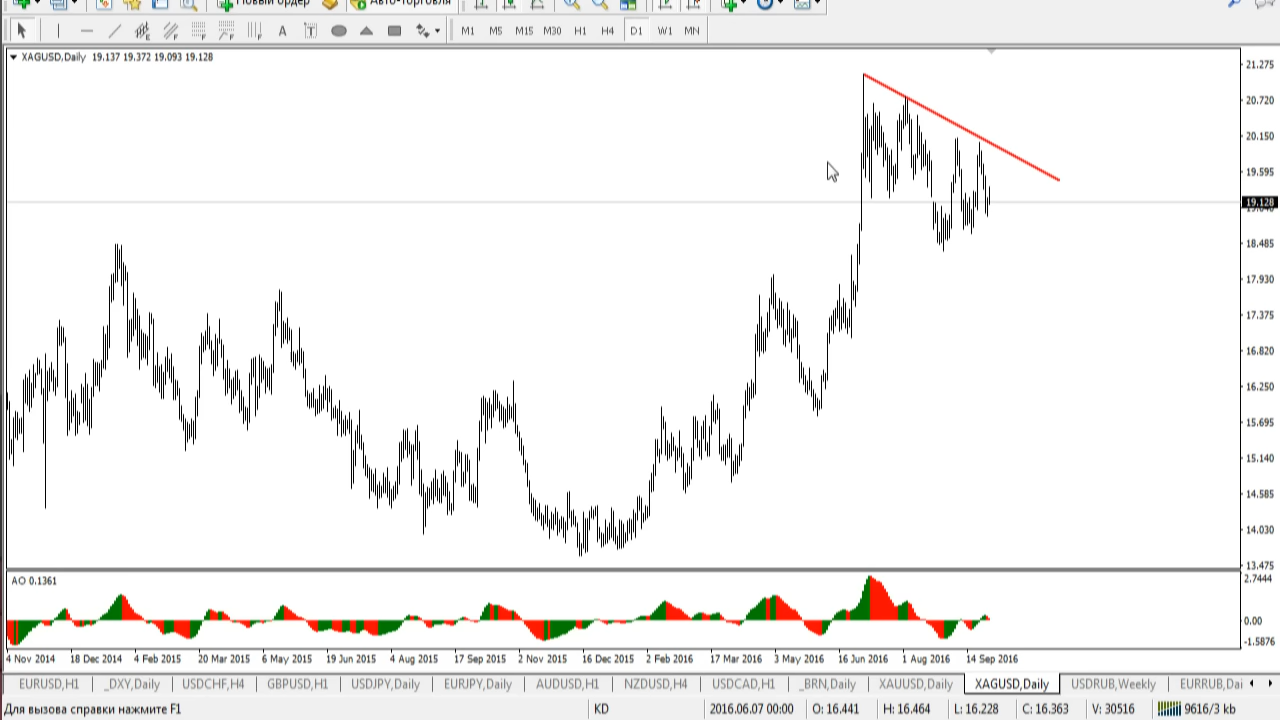 Новый ордер Авто-торговля
A T M1 M5 M15 M30 H1 H4 D1 W1 MN
XAGUSD,Daily 19.137 19.372 19.093 19.128
21.275
20.720
20.150
19.595
19.128
18.485
17.930
17.375
16.820
16.250
15.695
15.140
14.585
14.030
13.475
AO 0.1361
2.7444
0.00
-1.5876
4 Nov 2014 18 Dec 2014 4 Feb 2015 20 Mar 2015 6 May 2015 19 Jun 2015 4 Aug 2015 17 Sep 2015 2 Nov 2015 16 Dec 2015 2 Feb 2016 17 Mar 2016 3 May 2016 16 Jun 2016 1 Aug 2016 14 Sep 2016
EURUSD,H1 _DXY,Daily USDCHF,H4 GBPUSD,H1 USDJPY,Daily EURJPY,Daily AUDUSD,H1 NZDUSD,H4 USDCAD,H1 _BRN,Daily XAUUSD,Daily XAGUSD,Daily USDRUB,Weekly EURRUB,Dai
Для вызова справки нажмите F1 KD 2016.06.07 00:00 O: 16.441 H: 16.464 L: 16.228 C: 16.363 V: 30516 9616/3 kb